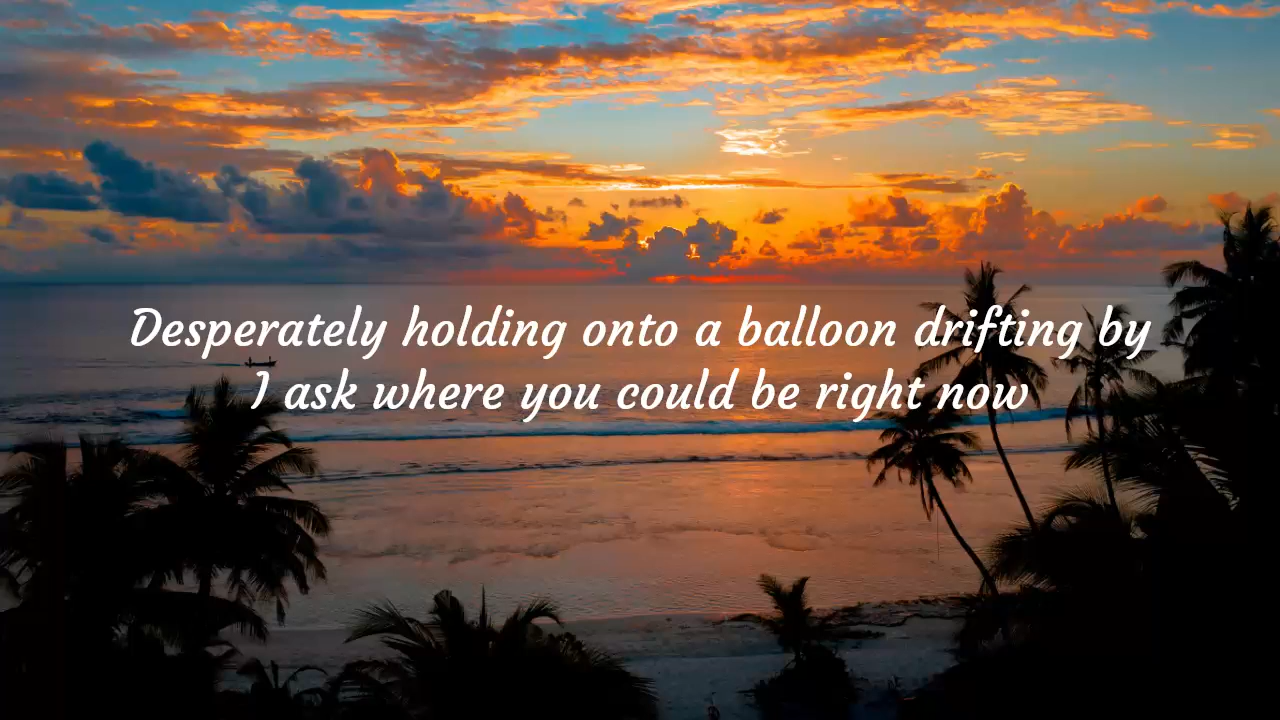 Desperately holding onto a balloon drifting by
I ask where you could be right now